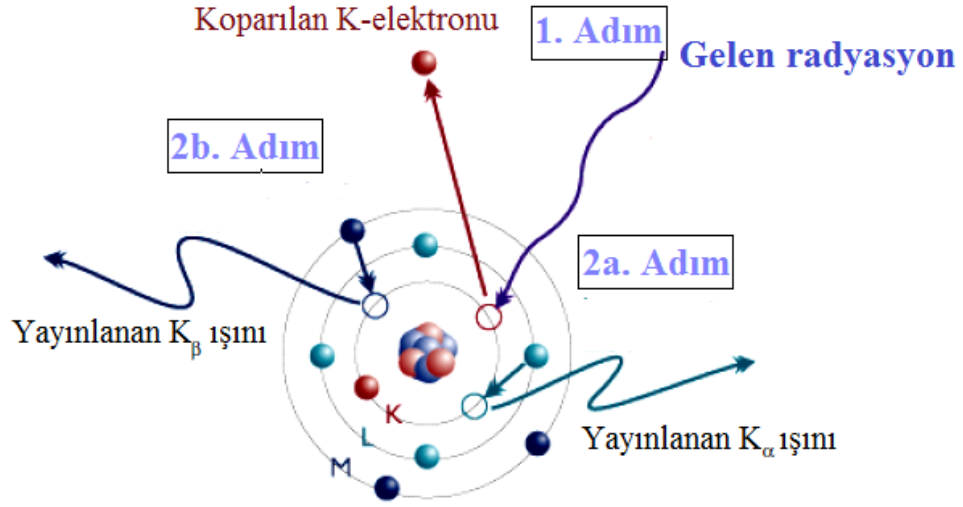 Koparılan K-elektronu
1. Adım
Gelen radyasyon
2b. Adım
2a. Adım
Yayınlanan Kβ ışını
K
L
M
Yayınlanan Kα ışını